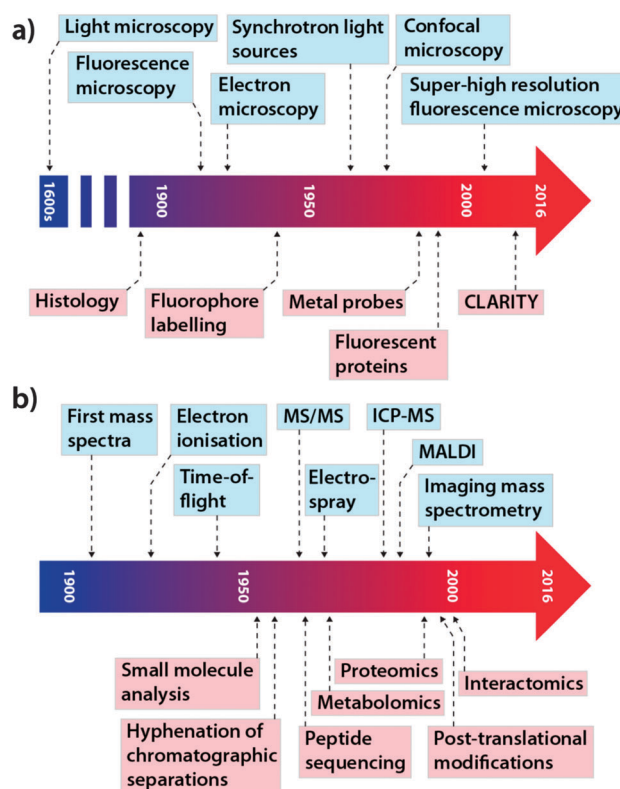 a)
Light microscopy
Fluorescence
microscopy
Electron
microscopy
Synchrotron light
sources
Confocal
microscopy
Super-high resolution
fluorescence microscopy
1600s
1900
1950
2000
2016
Histology
Fluorophore
labelling
Metal probes
Fluorescent
proteins
CLARITY
b)
First mass
spectra
Electron
ionisation
Time-of-
flight
MS/MS
Electro-
spray
ICP-MS
MALDI
Imaging mass
spectrometry
1900
1950
2000
2016
Small molecule
analysis
Hyphenation of
chromatographic
separations
Peptide
sequencing
Metabolomics
Proteomics
Post-translational
modifications
Interactomics